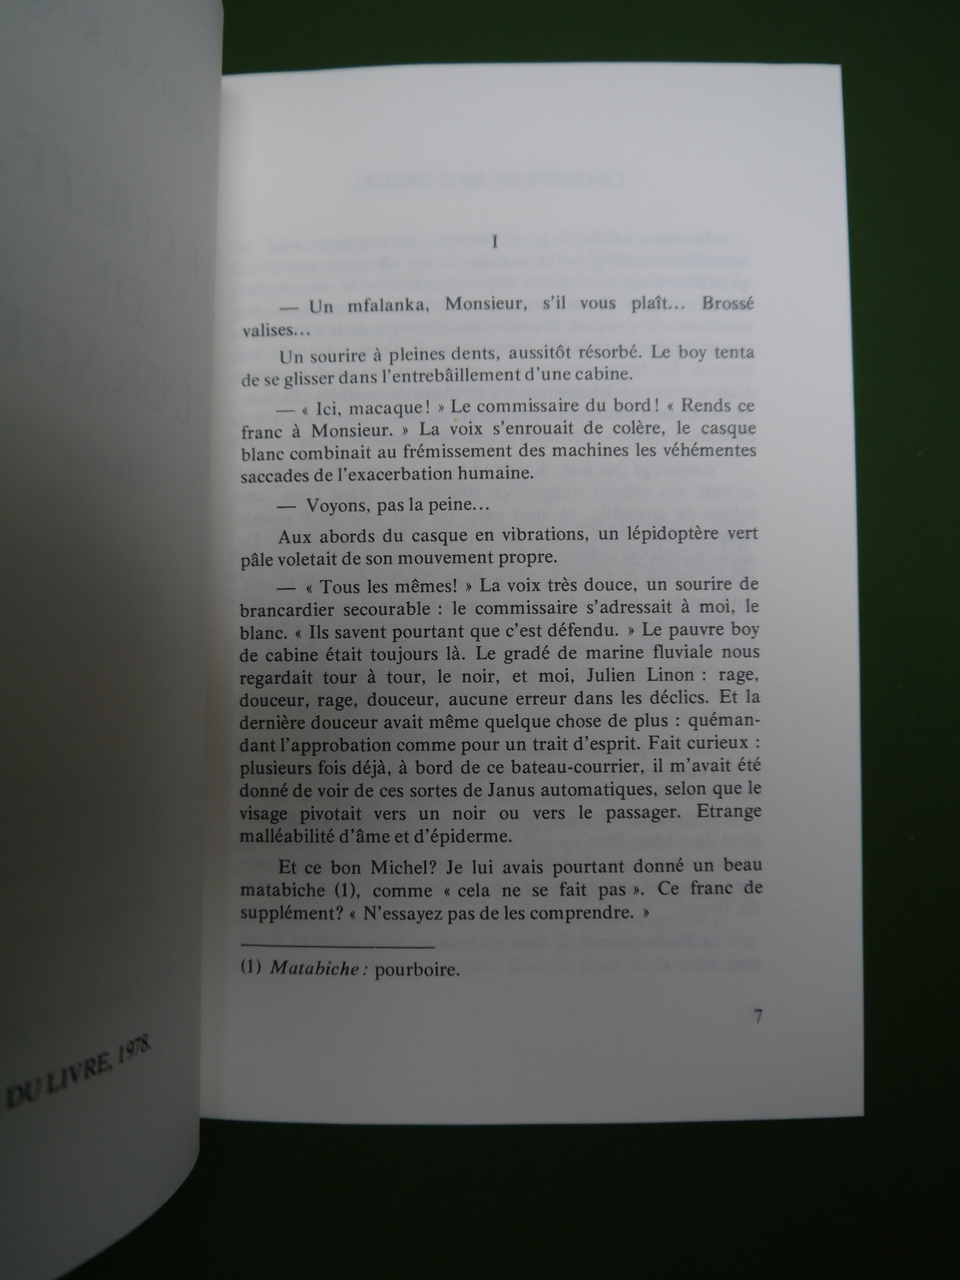 I
— Un mfalanka, Monsieur, s'il vous plaît... Brossé
valises...
Un sourire à pleines dents, aussitôt résorbé. Le boy tenta
de se glisser dans l'entrebâillement d'une cabine.
— « Ici, macaque! » Le commissaire du bord! « Rends ce
franc à Monsieur. » La voix s'enrouait de colère, le casque
blanc combinait au frémissement des machines les véhémentes
saccades de l'exacerbation humaine.
— Voyons, pas la peine...
Aux abords du casque en vibrations, un lépidoptère vert
pâle voletait de son mouvement propre.
— « Tous les mêmes! » La voix très douce, un sourire de
brancardier secourable : le commissaire s'adressait à moi, le
blanc. « Ils savent pourtant que c'est défendu. » Le pauvre boy
de cabine était toujours là. Le gradé de marine fluviale nous
regardait tour à tour, le noir, et moi, Julien Linon : rage,
douceur, rage, douceur, aucune erreur dans les déclics. Et la
dernière douceur avait même quelque chose de plus : quéman-
dant l'approbation comme pour un trait d'esprit. Fait curieux :
plusieurs fois déjà, à bord de ce bateau-courrier, il m'avait été
donné de voir de ces sortes de Janus automatiques, selon que le
visage pivotait vers un noir ou vers le passager. Etrange
malléabilité d'âme et d'épiderme.
Et ce bon Michel? Je lui avais pourtant donné un beau
matabiche (1), comme « cela ne se fait pas ». Ce franc de
supplément? « N'essayez pas de les comprendre. »
(1) Matabiche : pourboire.
7
DU LIVRE, 1978.